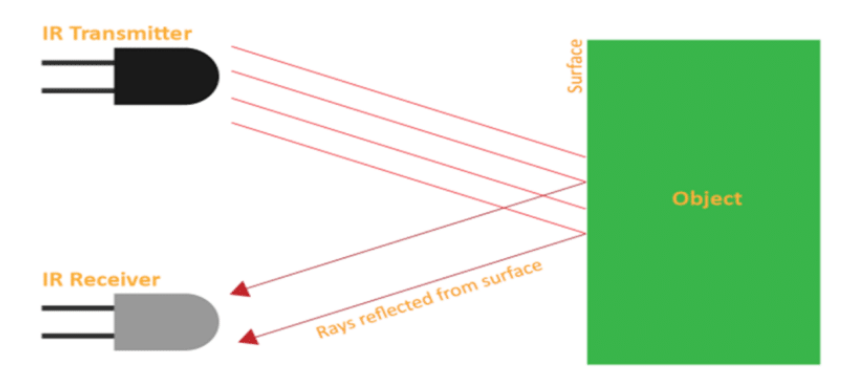 IR Transmitter
Surface
Object
IR Receiver
Rays reflected from surface